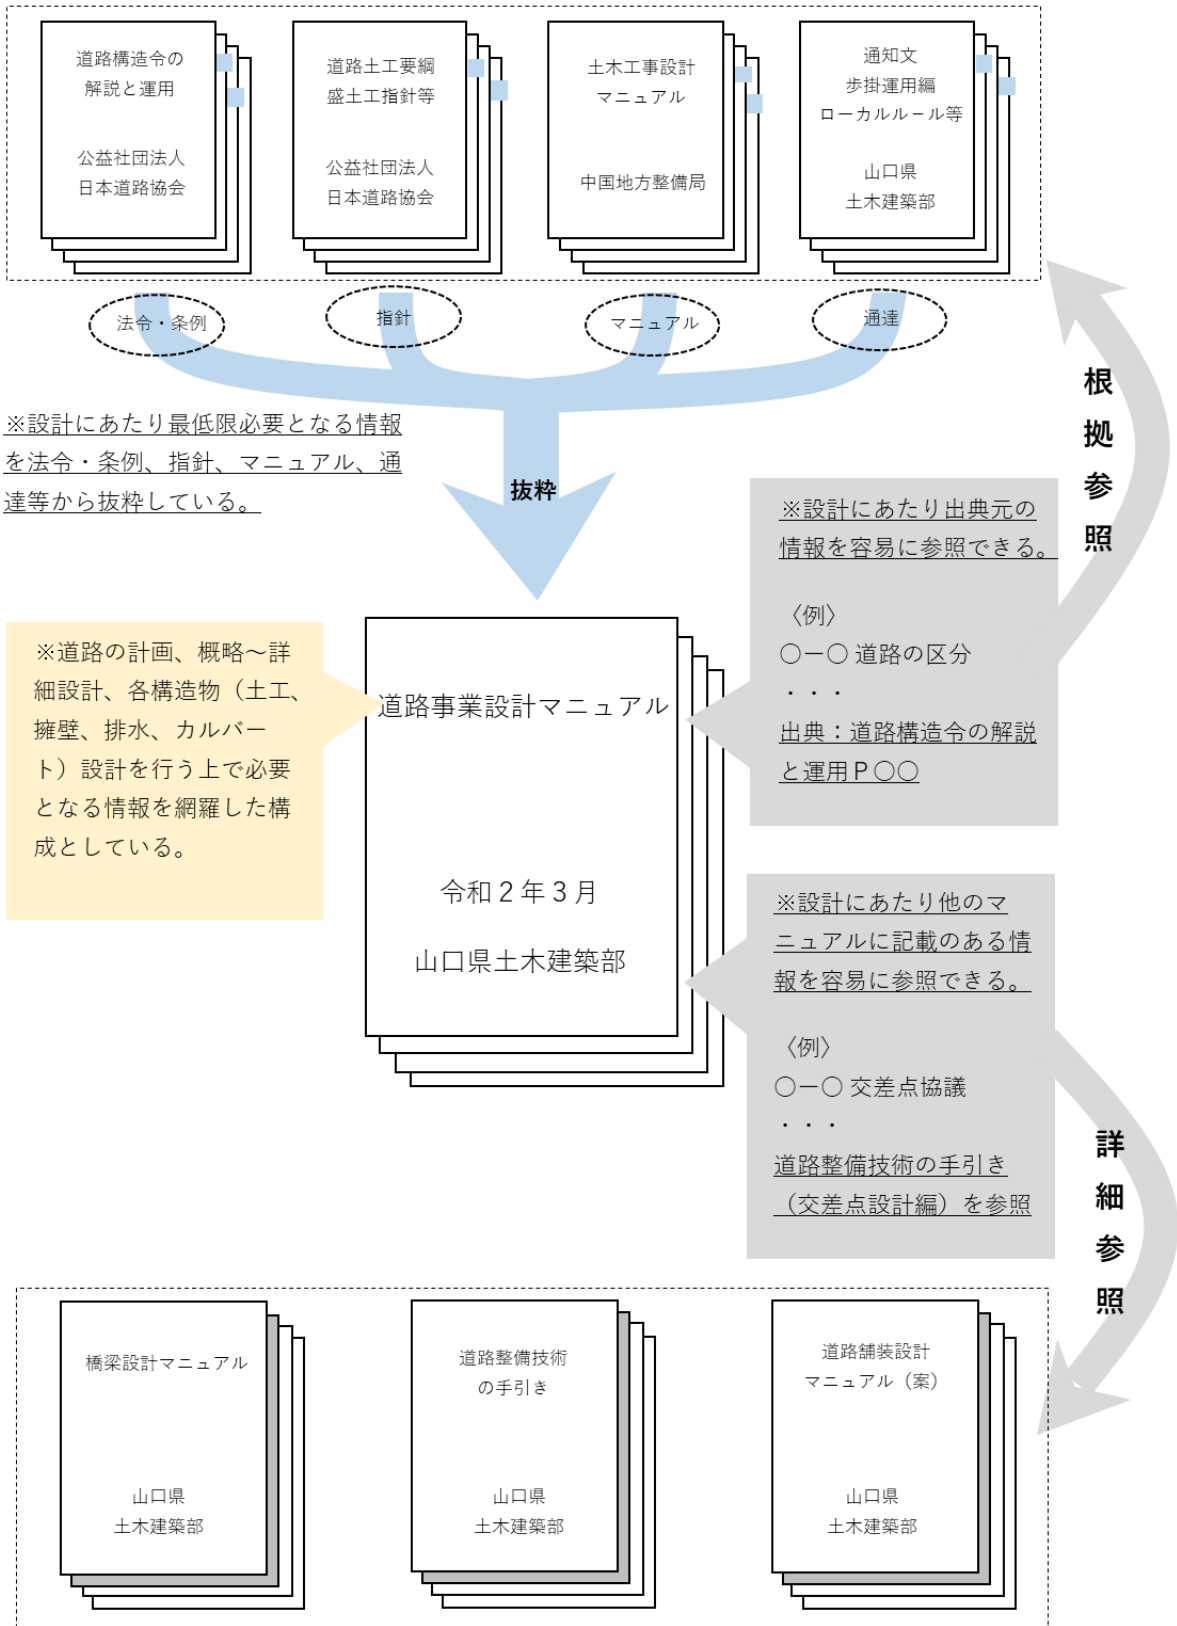 道路構造令の
解説と運用
公益社団法人
日本道路協会
道路土工要綱
盛土工指針等
公益社団法人
日本道路協会
土木工事設計
マニュアル
中国地方整備局
通知文
歩掛運用編
ローカルルール等
山口県
土木建築部
法令・条例
指針
マニュアル
通達
根拠参照
※設計にあたり最低限必要となる情報
を法令・条例、指針、マニュアル、通
達等から抜粋している。
抜粋
※設計にあたり出典元の
情報を容易に参照できる。
〈例〉
○ー○ 道路の区分
・・・
出典：道路構造令の解説
と運用Ｐ○○
※道路の計画、概略～詳
細設計、各構造物（土工、
擁壁、排水、カルバー
ト）設計を行う上で必要
となる情報を網羅した構
成としている。
道路事業設計マニュアル
令和２年３月
山口県土木建築部
※設計にあたり他のマ
ニュアルに記載のある情
報を容易に参照できる。
〈例〉
○ー○ 交差点協議
・・・
道路整備技術の手引き
（交差点設計編）を参照
詳細参照
橋梁設計マニュアル
山口県
土木建築部
道路整備技術
の手引き
山口県
土木建築部
道路舗装設計
マニュアル（案）
山口県
土木建築部